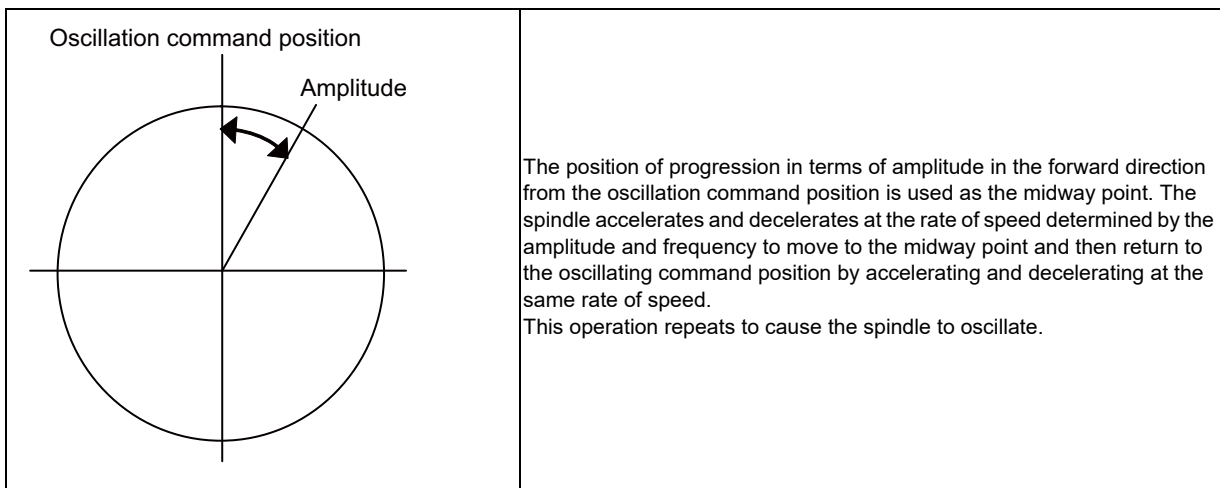 Oscillation command position
Amplitude
The position of progression in terms of amplitude in the forward direction
from the oscillation command position is used as the midway point. The
spindle accelerates and decelerates at the rate of speed determined by the
amplitude and frequency to move to the midway point and then return to
the oscillating command position by accelerating and decelerating at the
same rate of speed.
This operation repeats to cause the spindle to oscillate.